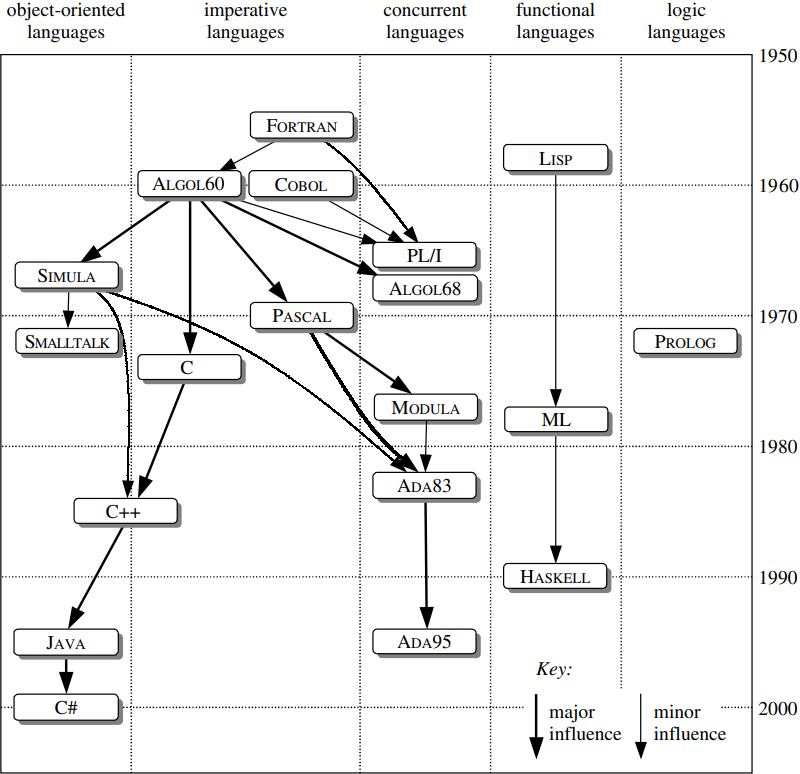 object-oriented
languages
imperative
languages
concurrent
languages
functional
languages
logic
languages
1950
FORTRAN
LISP
ALGOL60
COBOL
1960
PL/I
SIMULA
ALGOL68
PASCAL
1970
SMALLTALK
PROLOG
C
MODULA
ML
1980
ADA83
C++
HASKELL
1990
JAVA
ADA95
Key:
C#
2000
major
influence
minor
influence